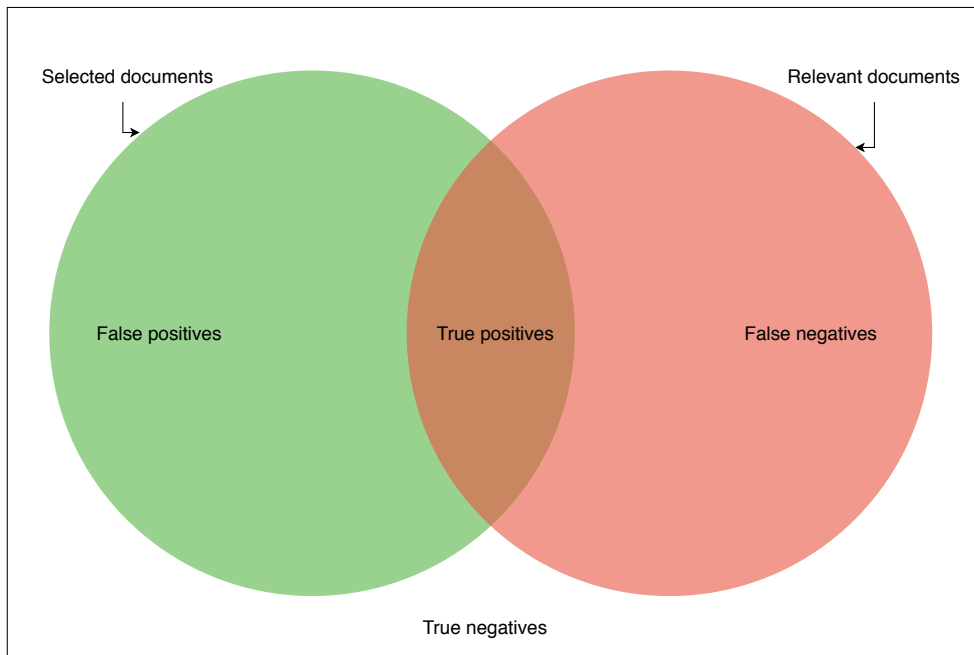 Selected documents
Relevant documents
False positives
True positives
False negatives
True negatives